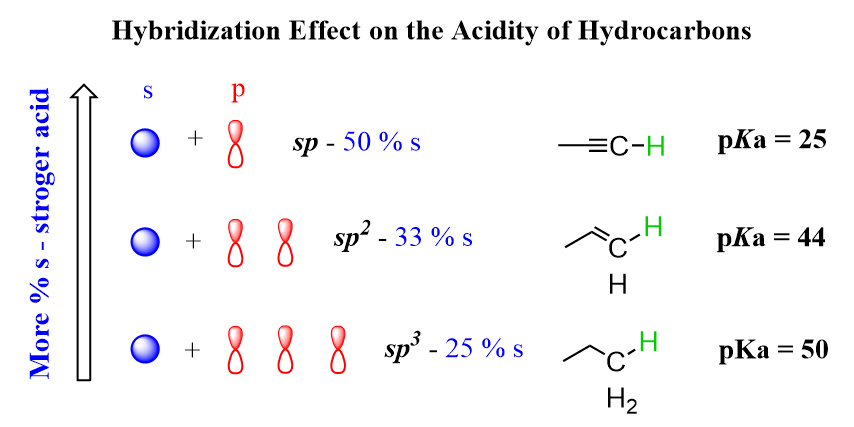 Hybridization Effect on the Acidity of Hydrocarbons
More % s - stroger acid
s p
+ sp - 50 % s ≡C-H pKa = 25
+ sp² - 33 % s C H H pKa = 44
+ sp³ - 25 % s C H H₂ pKa = 50